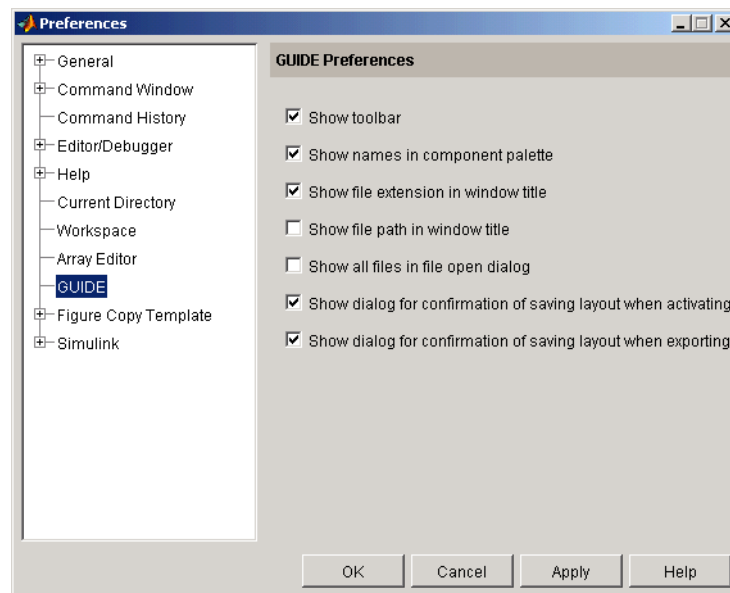 Preferences
General
Command Window
Command History
Editor/Debugger
Help
Current Directory
Workspace
Array Editor
GUIDE
Figure Copy Template
Simulink
GUIDE Preferences
Show toolbar
Show names in component palette
Show file extension in window title
Show file path in window title
Show all files in file open dialog
Show dialog for confirmation of saving layout when activating
Show dialog for confirmation of saving layout when exporting
OK Cancel Apply Help